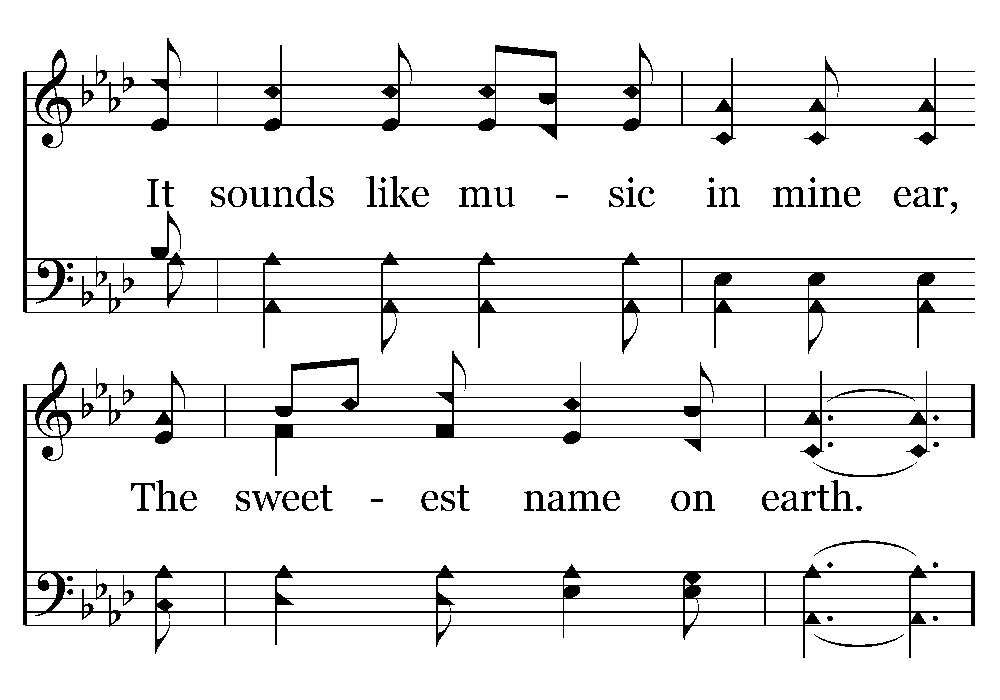 It sounds like mu - sic in mine ear,
The sweet - est name on earth.